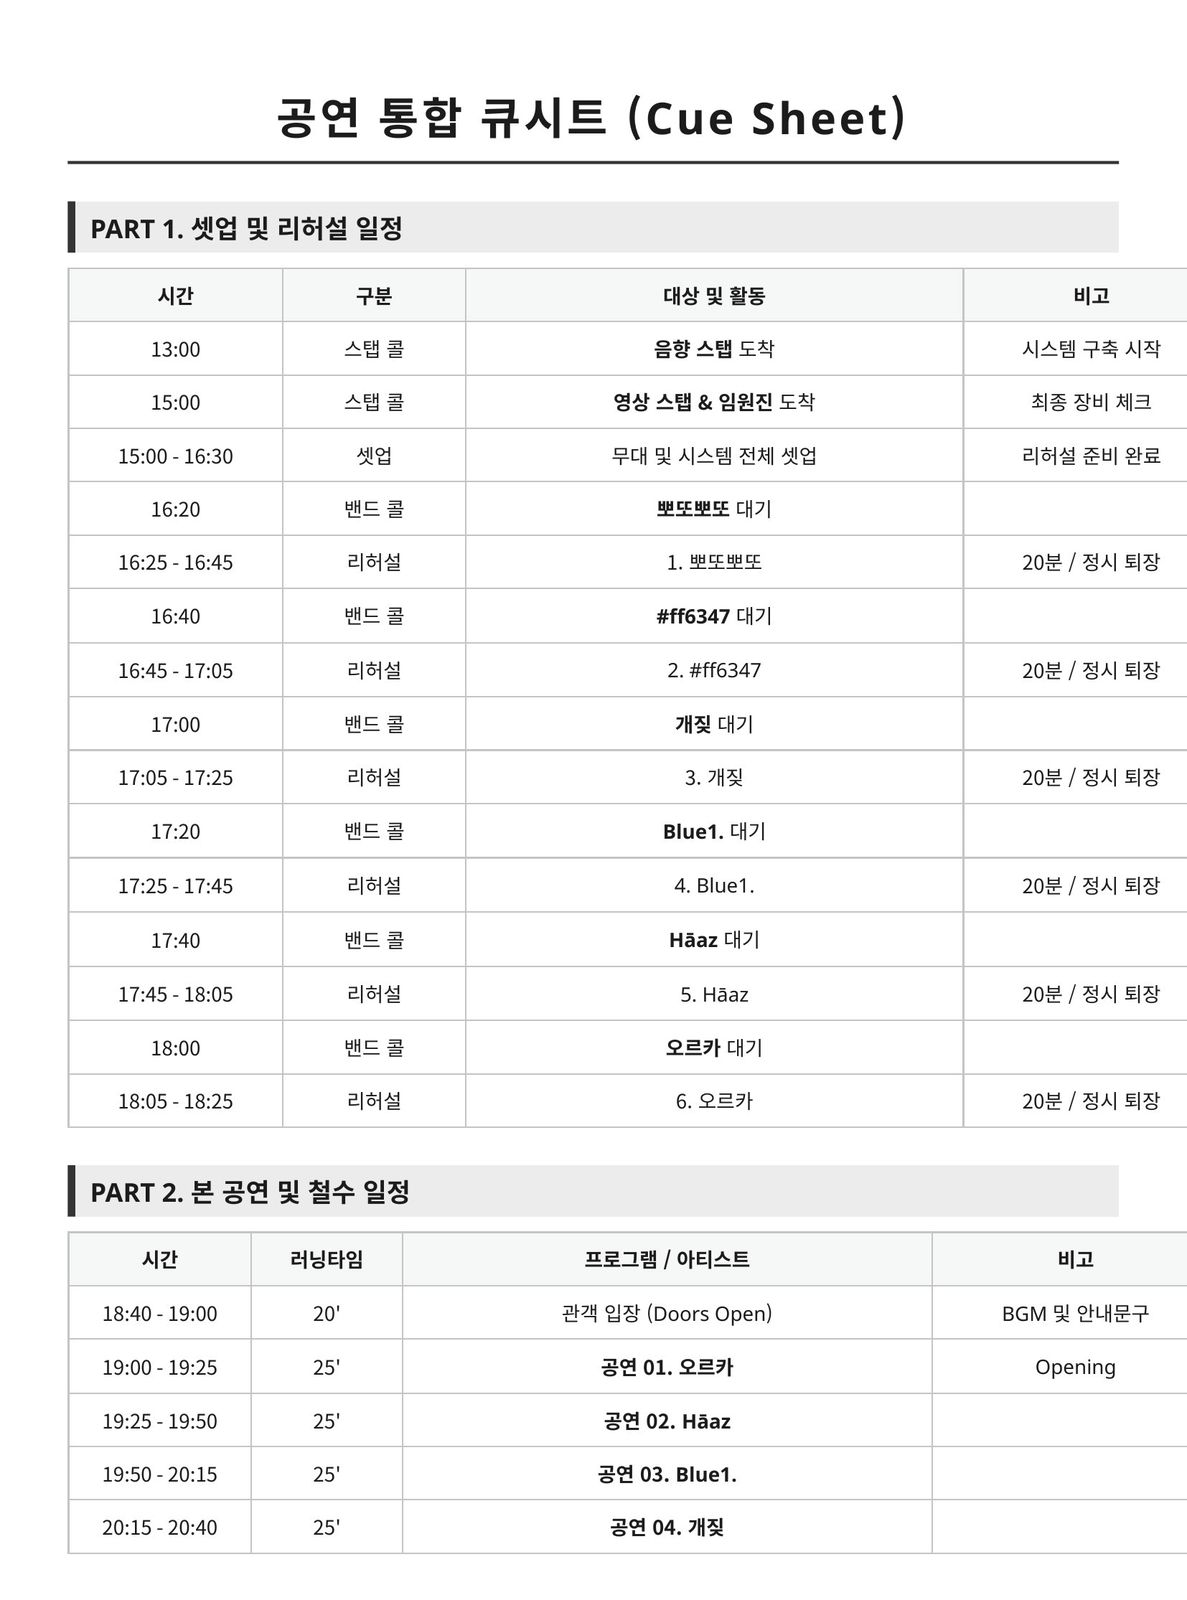 공연 통합 큐시트 (Cue Sheet)
PART 1. 셋업 및 리허설 일정
시간 구분 대상 및 활동 비고
13:00 스탭 콜 음향 스탭 도착 시스템 구축 시작
15:00 스탭 콜 영상 스탭 & 임원진 도착 최종 장비 체크
15:00 - 16:30 셋업 무대 및 시스템 전체 셋업 리허설 준비 완료
16:20 밴드 콜 뽀또뽀또 대기
16:25 - 16:45 리허설 1. 뽀또뽀또 20분 / 정시 퇴장
16:40 밴드 콜 #ff6347 대기
16:45 - 17:05 리허설 2. #ff6347 20분 / 정시 퇴장
17:00 밴드 콜 개짖 대기
17:05 - 17:25 리허설 3. 개짖 20분 / 정시 퇴장
17:20 밴드 콜 Blue1. 대기
17:25 - 17:45 리허설 4. Blue1. 20분 / 정시 퇴장
17:40 밴드 콜 Hāaz 대기
17:45 - 18:05 리허설 5. Hāaz 20분 / 정시 퇴장
18:00 밴드 콜 오르카 대기
18:05 - 18:25 리허설 6. 오르카 20분 / 정시 퇴장
PART 2. 본 공연 및 철수 일정
시간 러닝타임 프로그램 / 아티스트 비고
18:40 - 19:00 20' 관객 입장 (Doors Open) BGM 및 안내문구
19:00 - 19:25 25' 공연 01. 오르카 Opening
19:25 - 19:50 25' 공연 02. Hāaz
19:50 - 20:15 25' 공연 03. Blue1.
20:15 - 20:40 25' 공연 04. 개짖